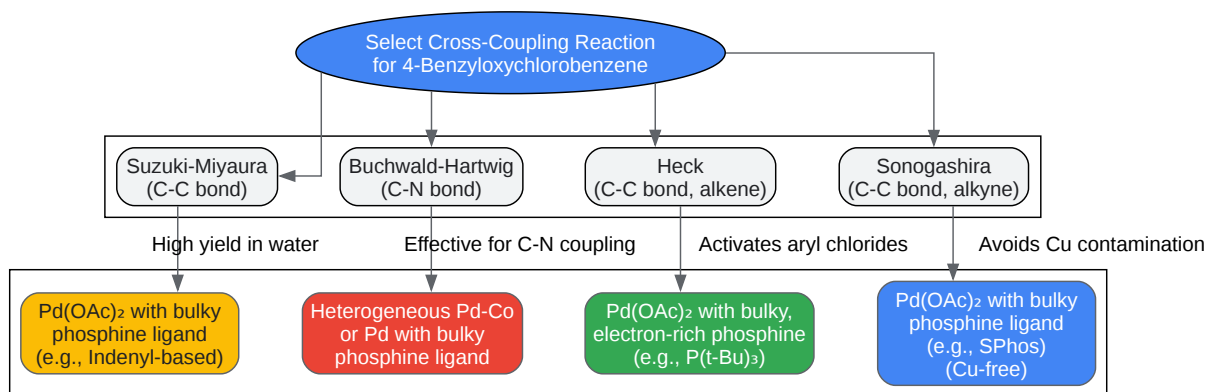 Select Cross-Coupling Reaction
for 4-Benzyloxychlorobenzene
Suzuki-Miyaura
(C-C bond)
Buchwald-Hartwig
(C-N bond)
Heck
(C-C bond, alkene)
Sonogashira
(C-C bond, alkyne)
High yield in water
Effective for C-N coupling
Activates aryl chlorides
Avoids Cu contamination
Pd(OAc)₂ with bulky
phosphine ligand
(e.g., Indenyl-based)
Heterogeneous Pd-Co
or Pd with bulky
phosphine ligand
Pd(OAc)₂ with bulky,
electron-rich phosphine
(e.g., P(t-Bu)₃)
Pd(OAc)₂ with bulky
phosphine ligand
(e.g., SPhos)
(Cu-free)